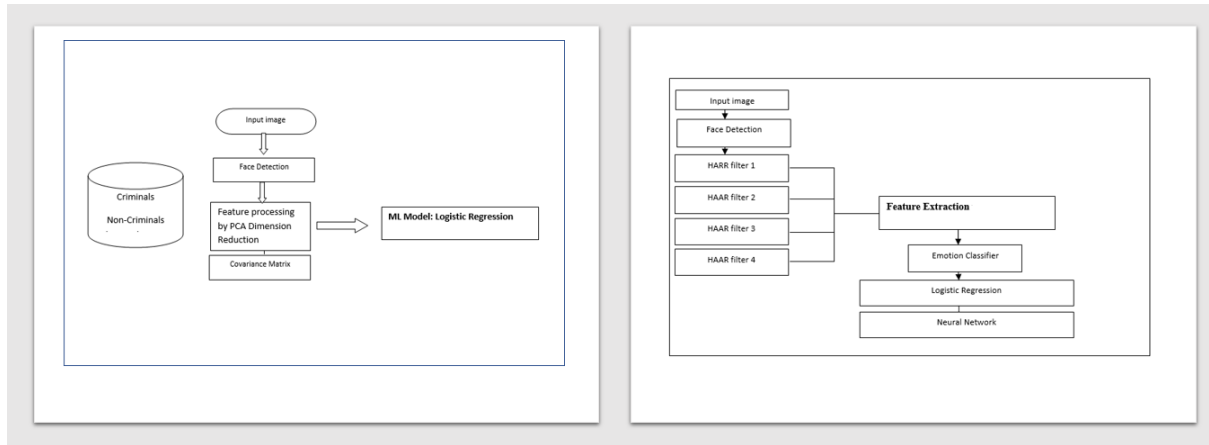 Input image
Face Detection
Criminals
Non-Criminals
Feature processing
by PCA Dimension
Reduction
Covariance Matrix
ML Model: Logistic Regression
Input image
Face Detection
HARR filter 1
HAAR filter 2
HAAR filter 3
HAAR filter 4
Feature Extraction
Emotion Classifier
Logistic Regression
Neural Network